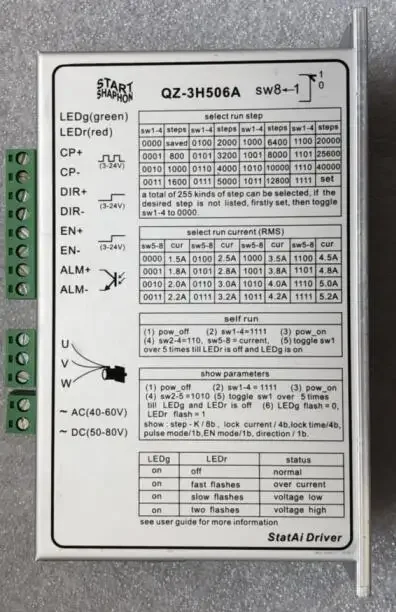 START SHAPHON
QZ-3H506A
sw8←1
1
0
LEDg(green)
LEDr(red)
CP+
(3-24V)
CP-
DIR+
(3-24V)
DIR-
EN+
(3-24V)
EN-
ALM+
ALM-
U
V
W
~ AC(40-60V)
~ DC(50-80V)
select run step
sw1-4 steps sw1-4 steps sw1-4 steps sw1-4 steps
0000 saved 0100 2000 1000 6400 1100 20000
0001 800 0101 3200 1001 8000 1101 25600
0010 1000 0110 4000 1010 10000 1110 40000
0011 1600 0111 5000 1011 12800 1111 set
a total of 255 kinds of step can be selected, if the
desired step is not listed, firstly set, then toggle
sw1-4 to 0000.
select run current (RMS)
sw5-8 cur sw5-8 cur sw5-8 cur sw5-8 cur
0000 1.5A 0100 2.5A 1000 3.5A 1100 4.5A
0001 1.8A 0101 2.8A 1001 3.8A 1101 4.8A
0010 2.0A 0110 3.0A 1010 4.0A 1110 5.0A
0011 2.2A 0111 3.2A 1011 4.2A 1111 5.2A
self run
(1) pow_off (2) sw1-4=1111 (3) pow_on
(4) sw2-4=110, sw5-8 = current, (5) toggle sw1
over 5 times till LEDr is off and LEDg is on
show parameters
(1) pow_off (2) sw1-4 = 1111 (3) pow_on
(4) sw2-5 =1010 (5) toggle sw1 over 5 times
till LEDg and LEDr is off (6) LEDg flash = 0,
LEDr flash = 1
show : step - K / 8b , lock current / 4b, lock time/4b,
pulse mode/1b, EN mode/1b, direction / 1b.
LEDg LEDr status
on off normal
on fast flashes over current
on slow flashes voltage low
on two flashes voltage high
see user guide for more information
StatAi Driver